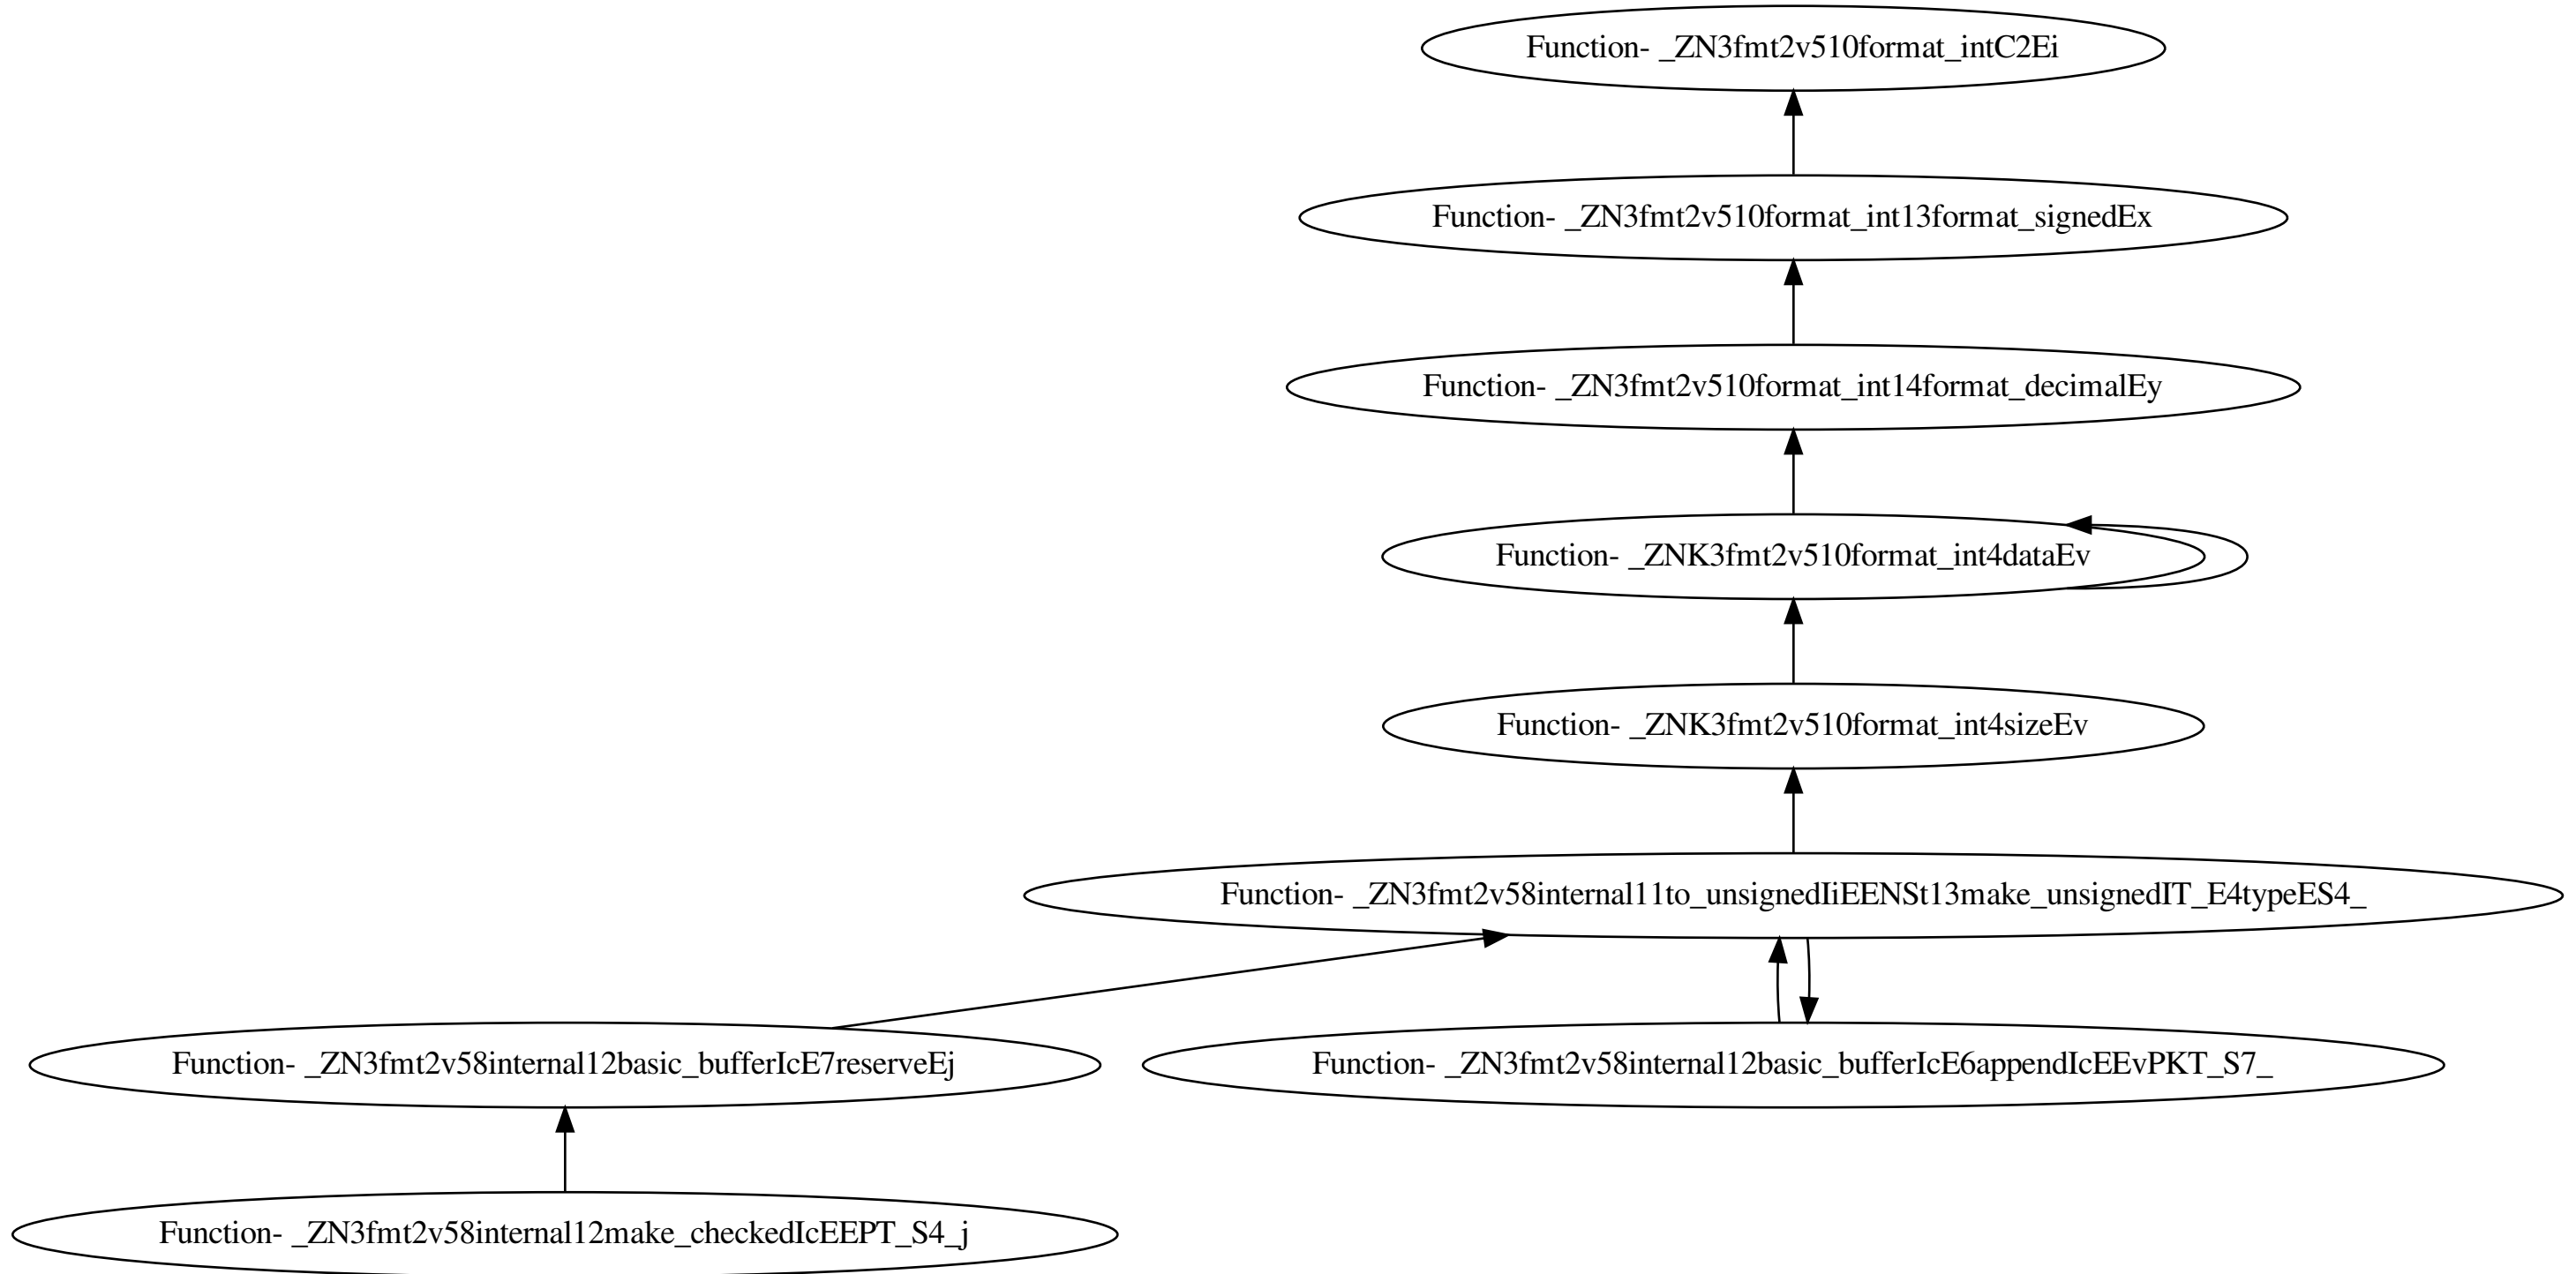 Function- _ZN3fmt2v510format_intC2Ei
Function- _ZN3fmt2v510format_int13format_signedEx
Function- _ZN3fmt2v510format_int14format_decimalEy
Function- _ZNK3fmt2v510format_int4dataEv
Function- _ZNK3fmt2v510format_int4sizeEv
Function- _ZN3fmt2v58internal11to_unsignedIiEENSt13make_unsignedIT_E4typeES4_
Function- _ZN3fmt2v58internal12basic_bufferIcE7reserveEj
Function- _ZN3fmt2v58internal12basic_bufferIcE6appendIcEEvPKT_S7_
Function- _ZN3fmt2v58internal12make_checkedIcEEPT_S4_j